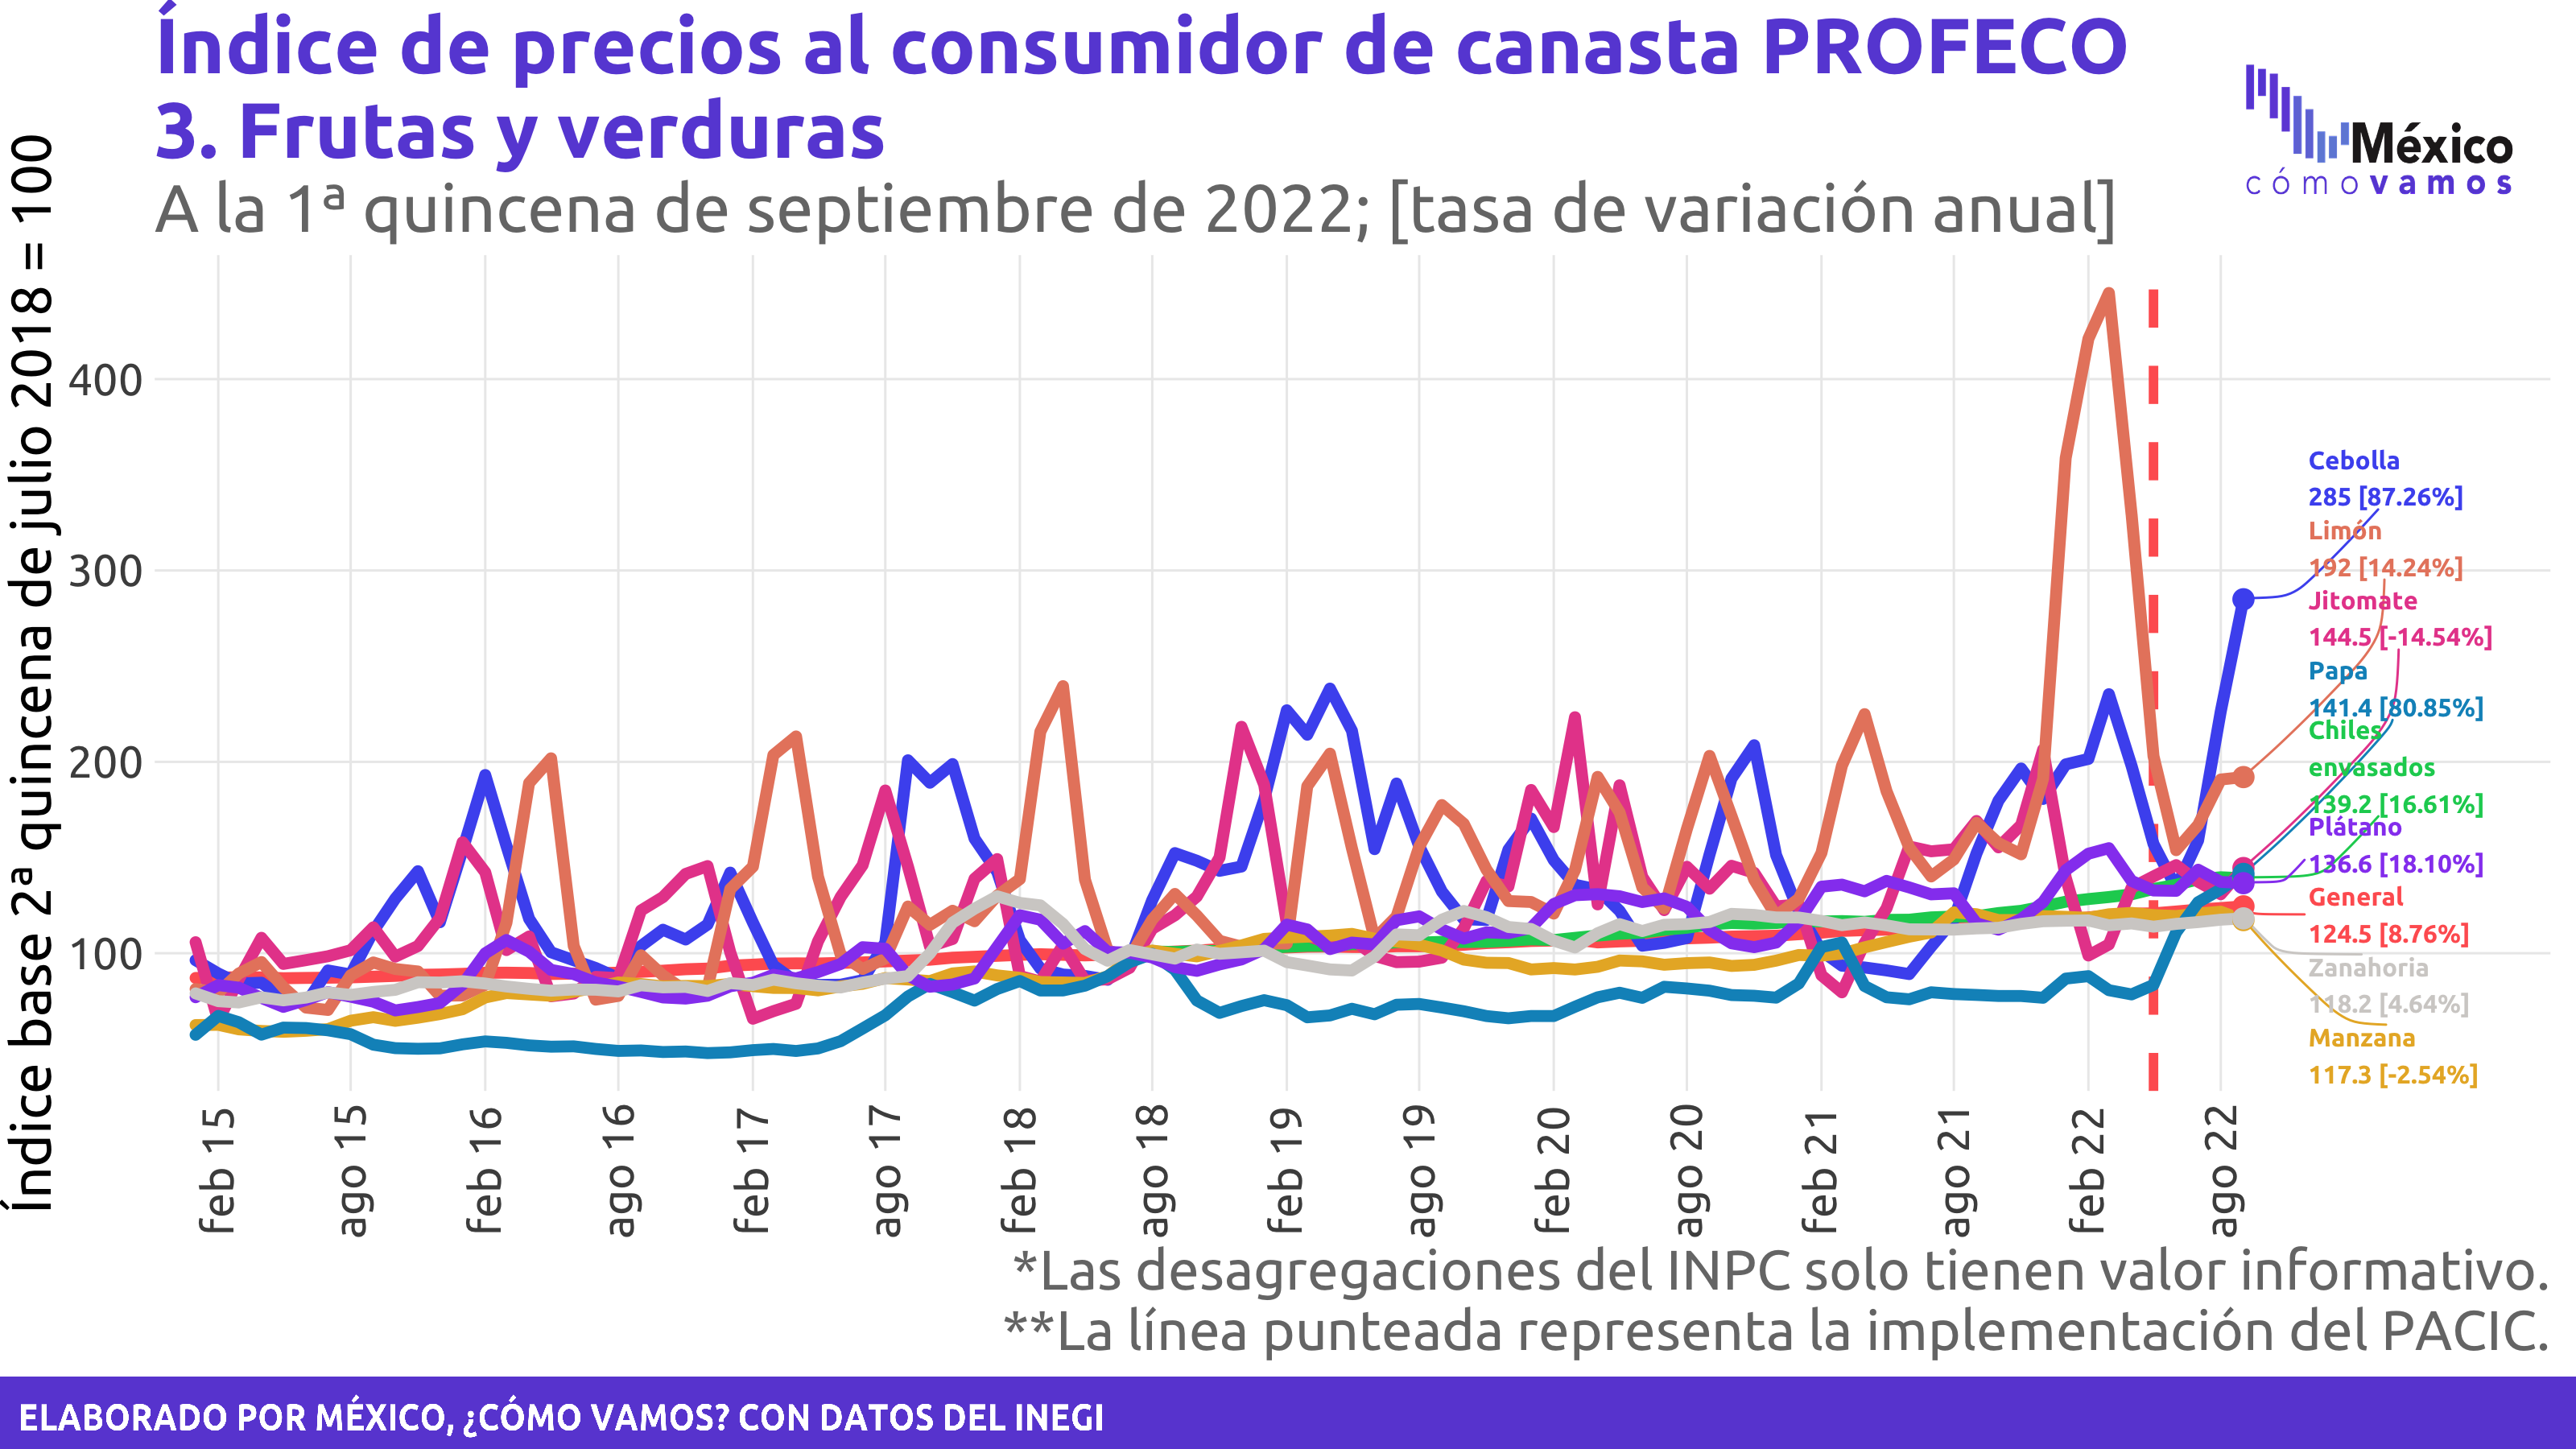 Índice de precios al consumidor de canasta PROFECO
3. Frutas y verduras
A la 1ª quincena de septiembre de 2022; [tasa de variación anual]
México
cómo vamos
Índice base 2ª quincena de julio 2018 = 100
400
300
200
100
Cebolla
285 [87.26%]
Limón
192 [14.24%]
Jitomate
144.5 [-14.54%]
Papa
141.4 [80.85%]
Chiles
envasados
139.2 [16.61%]
Plátano
136.6 [18.10%]
General
124.5 [8.76%]
Zanahoria
118.2 [4.64%]
Manzana
117.3 [-2.54%]
feb 15
ago 15
feb 16
ago 16
feb 17
ago 17
feb 18
ago 18
feb 19
ago 19
feb 20
ago 20
feb 21
ago 21
feb 22
ago 22
*Las desagregaciones del INPC solo tienen valor informativo.
**La línea punteada representa la implementación del PACIC.
ELABORADO POR MÉXICO, ¿CÓMO VAMOS? CON DATOS DEL INEGI